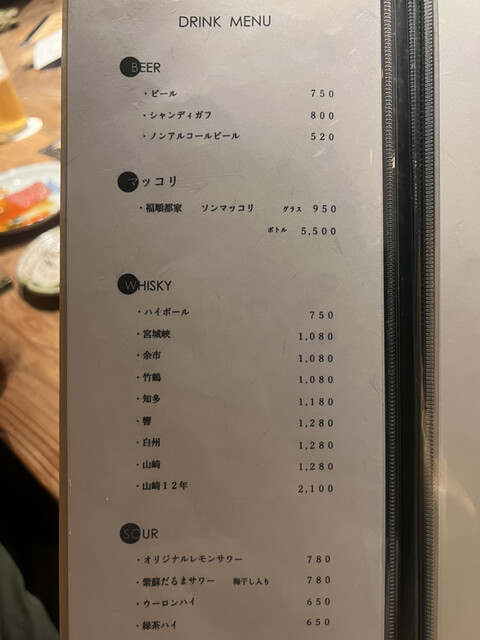 DRINK MENU
BEER
・ビール 750
・シャンディガフ 800
・ノンアルコールビール 520
マッコリ
・福順都家 ソンマッコリ グラス 950
ボトル 5,500
WHISKY
・ハイボール 750
・宮城峡 1,080
・余市 1,080
・竹鶴 1,080
・知多 1,180
・響 1,280
・白州 1,280
・山崎 1,280
・山崎12年 2,100
SOUR
・オリジナルレモンサワー 780
・紫蘇だるまサワー 梅干し入り 780
・ウーロンハイ 650
・緑茶ハイ 650